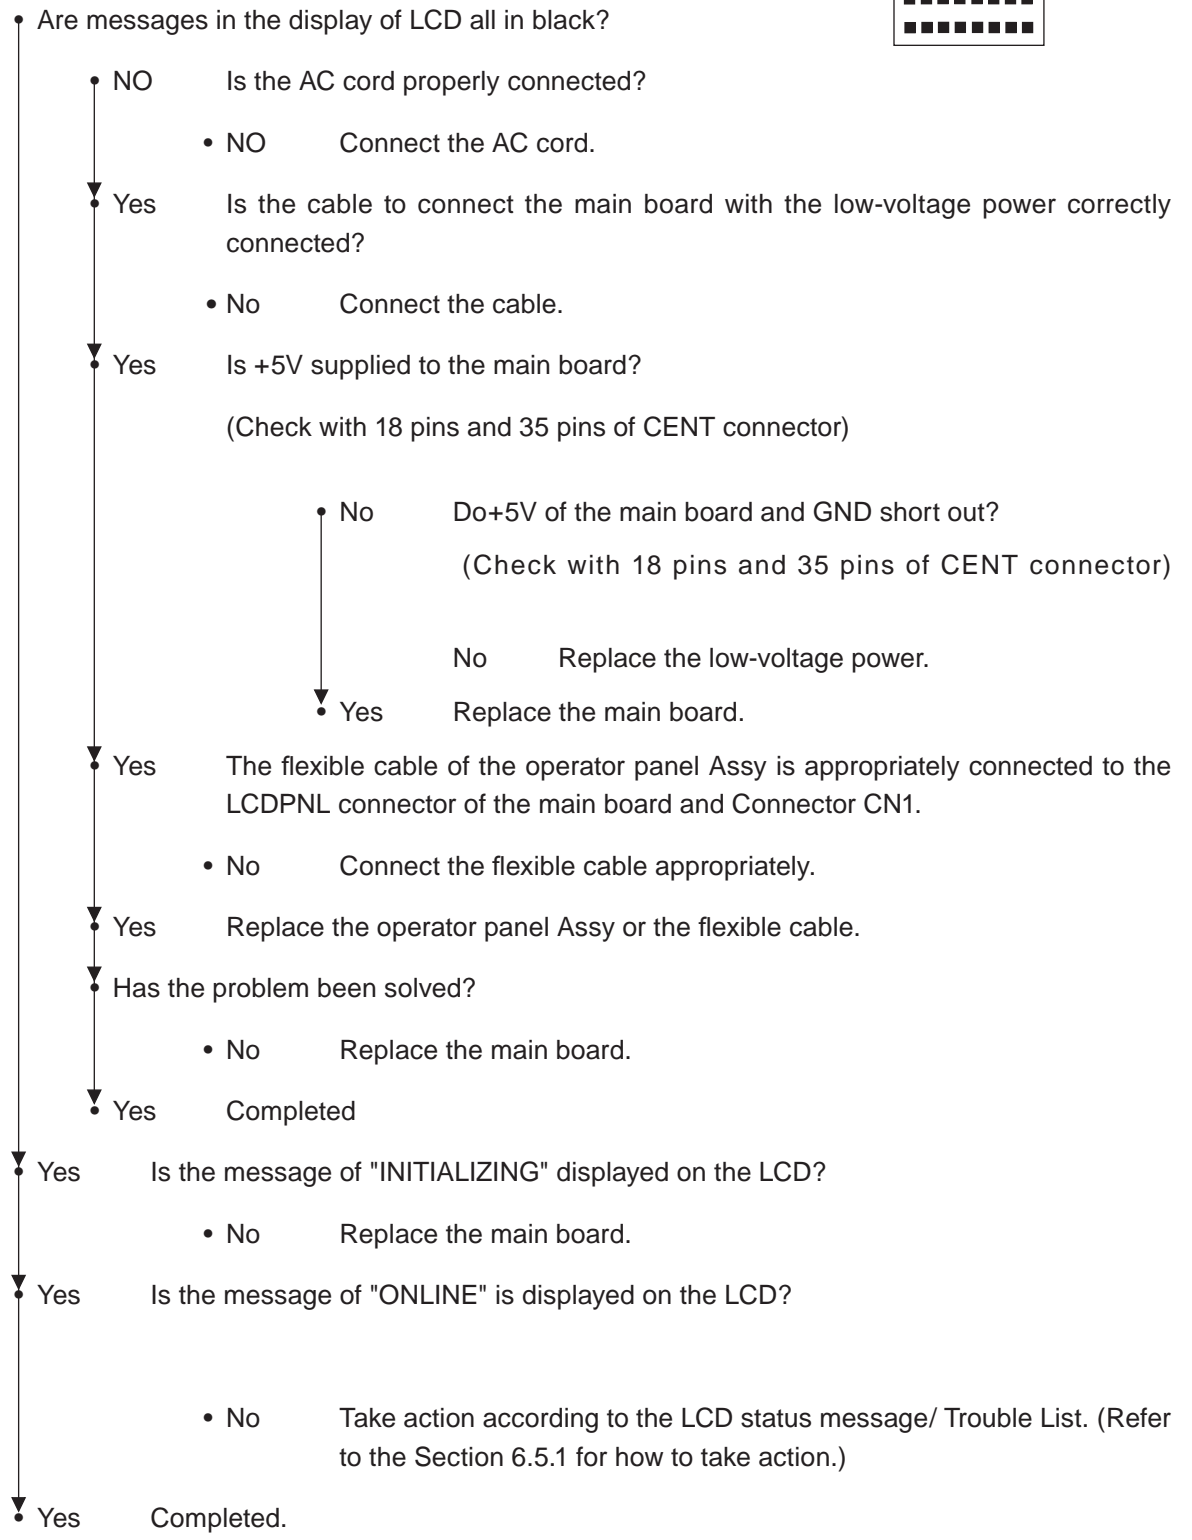 Are messages in the display of LCD all in black?
NO Is the AC cord properly connected?
NO Connect the AC cord.
Yes Is the cable to connect the main board with the low-voltage power correctly
connected?
No Connect the cable.
Yes Is +5V supplied to the main board?
(Check with 18 pins and 35 pins of CENT connector)
No Do+5V of the main board and GND short out?
(Check with 18 pins and 35 pins of CENT connector)
No Replace the low-voltage power.
Yes Replace the main board.
Yes The flexible cable of the operator panel Assy is appropriately connected to the
LCDPNL connector of the main board and Connector CN1.
No Connect the flexible cable appropriately.
Yes Replace the operator panel Assy or the flexible cable.
Has the problem been solved?
No Replace the main board.
Yes Completed
Yes Is the message of "INITIALIZING" displayed on the LCD?
No Replace the main board.
Yes Is the message of "ONLINE" is displayed on the LCD?
No Take action according to the LCD status message/ Trouble List. (Refer
to the Section 6.5.1 for how to take action.)
Yes Completed.